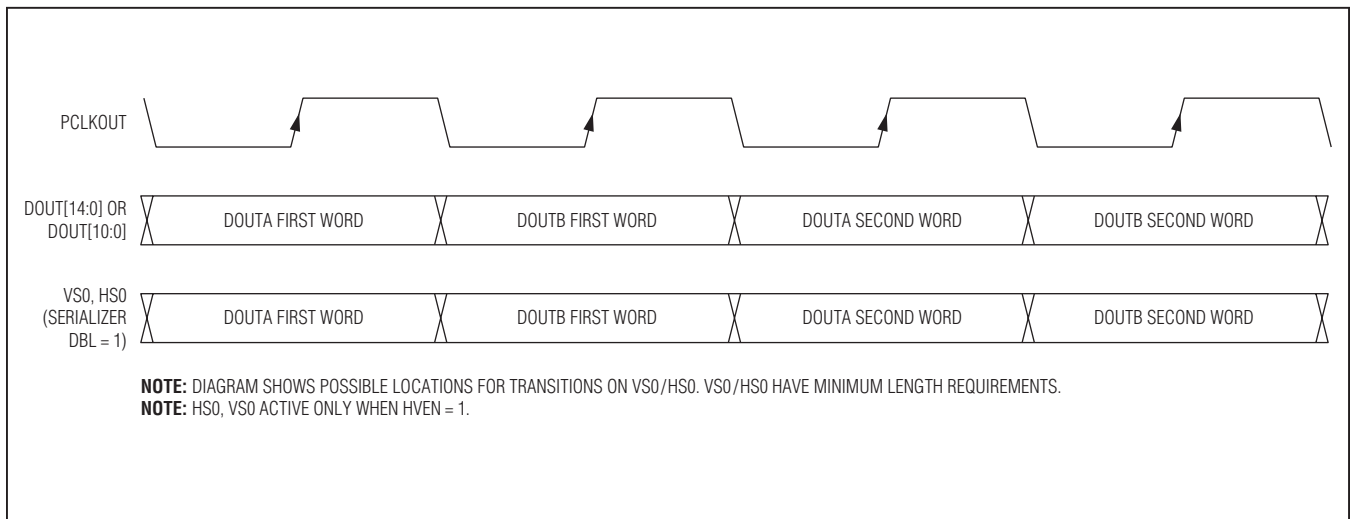 PCLKOUT
DOUT[14:0] OR
DOUT[10:0]
DOUTA FIRST WORD
DOUTB FIRST WORD
DOUTA SECOND WORD
DOUTB SECOND WORD
VS0, HS0
(SERIALIZER
DBL = 1)
DOUTA FIRST WORD
DOUTB FIRST WORD
DOUTA SECOND WORD
DOUTB SECOND WORD
NOTE: DIAGRAM SHOWS POSSIBLE LOCATIONS FOR TRANSITIONS ON VS0/HS0. VS0/HS0 HAVE MINIMUM LENGTH REQUIREMENTS.
NOTE: HS0, VS0 ACTIVE ONLY WHEN HVEN = 1.